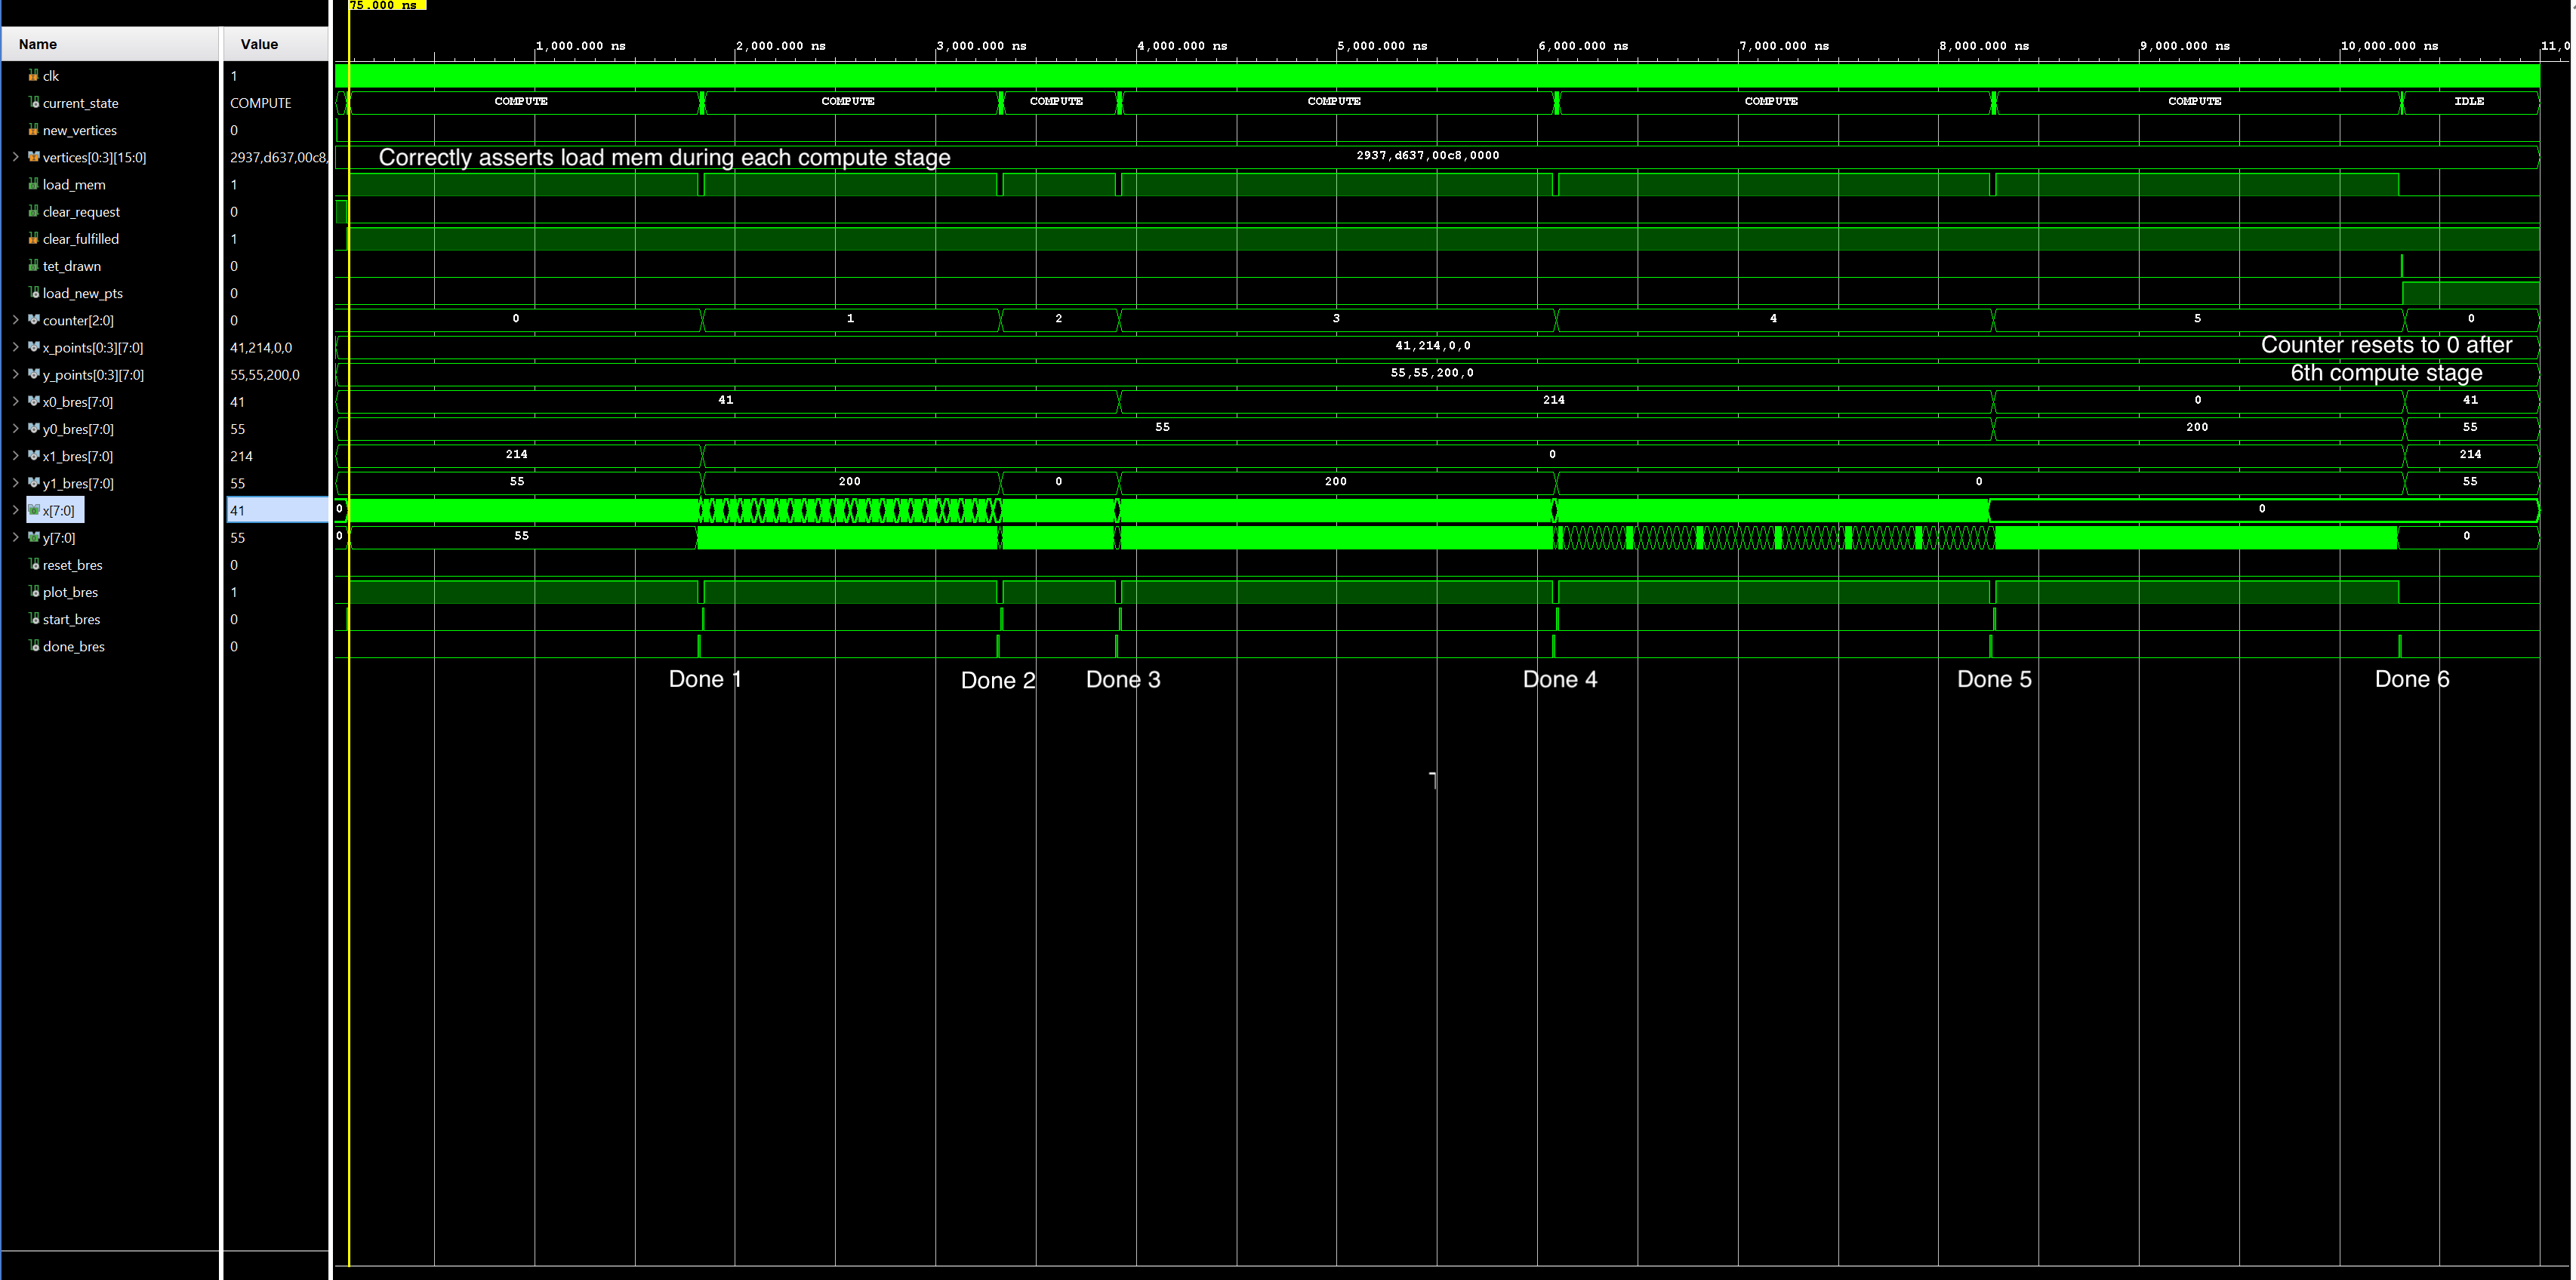 75.000 ns
Name Value
1,000.000 ns 2,000.000 ns 3,000.000 ns 4,000.000 ns 5,000.000 ns 6,000.000 ns 7,000.000 ns 8,000.000 ns 9,000.000 ns 10,000.000 ns 11,0
clk 1
current_state COMPUTE COMPUTE COMPUTE COMPUTE COMPUTE COMPUTE COMPUTE IDLE
new_vertices 0
vertices[0:3][15:0] 2937,d637,00c8, Correctly asserts load mem during each compute stage 2937,d637,00c8,0000
load_mem 1
clear_request 0
clear_fulfilled 1
tet_drawn 0
load_new_pts 0
counter[2:0] 0 0 1 2 3 4 5 0
x_points[0:3][7:0] 41,214,0,0 41,214,0,0 Counter resets to 0 after
y_points[0:3][7:0] 55,55,200,0 55,55,200,0 6th compute stage
x0_bres[7:0] 41 41 214 0 41
y0_bres[7:0] 55 55 200 55
x1_bres[7:0] 214 214 0 214
y1_bres[7:0] 55 55 200 0 200 0 55
x[7:0] 41 0 0
y[7:0] 55 0 55 0
reset_bres 0
plot_bres 1
start_bres 0
done_bres 0
Done 1 Done 2 Done 3 Done 4 Done 5 Done 6